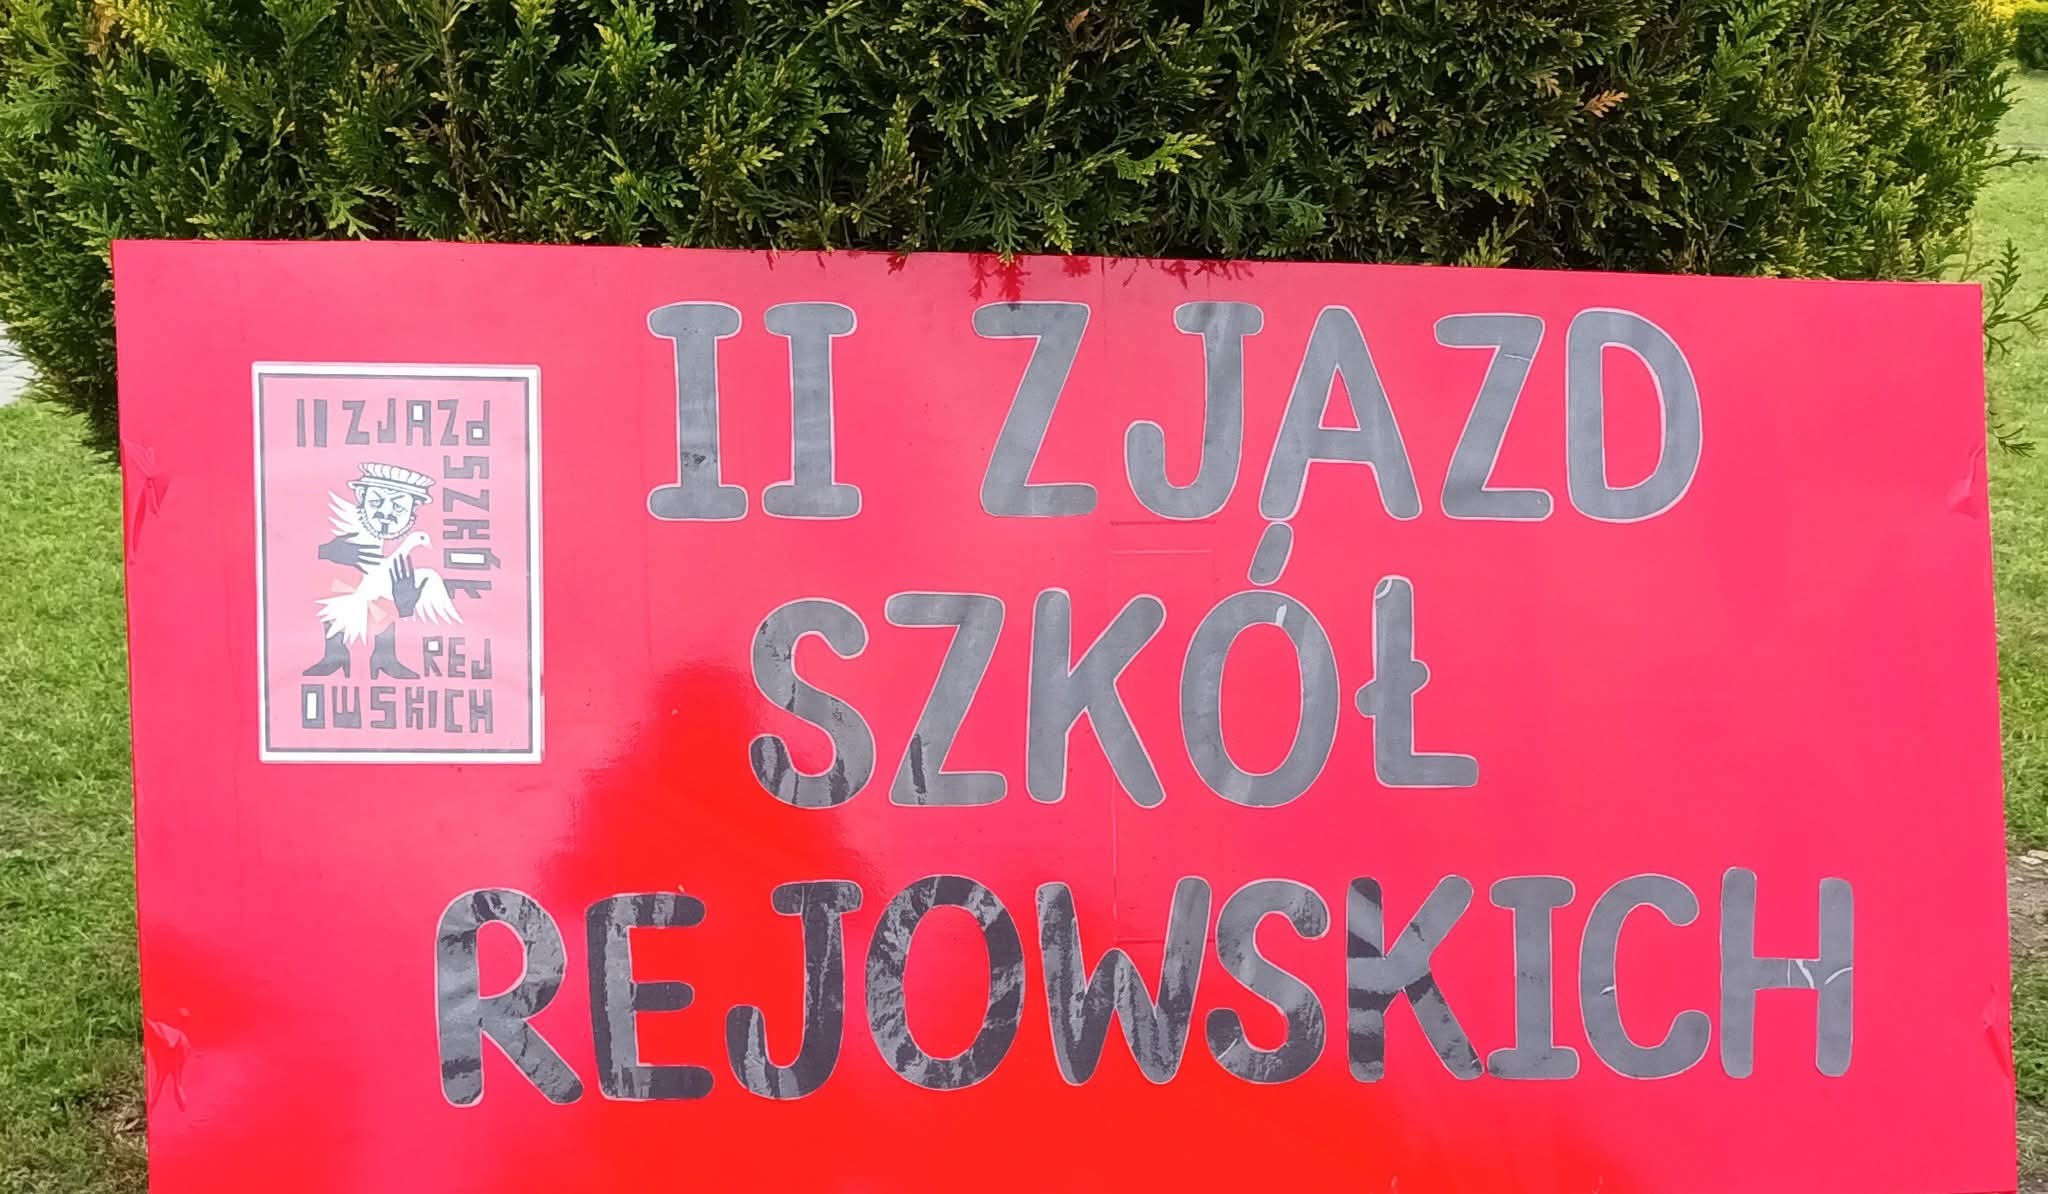 II ZJAZd
SZKÓŁ
REJ
OWSKICH
II ZJAZD
SZKÓŁ
REJOWSKICH